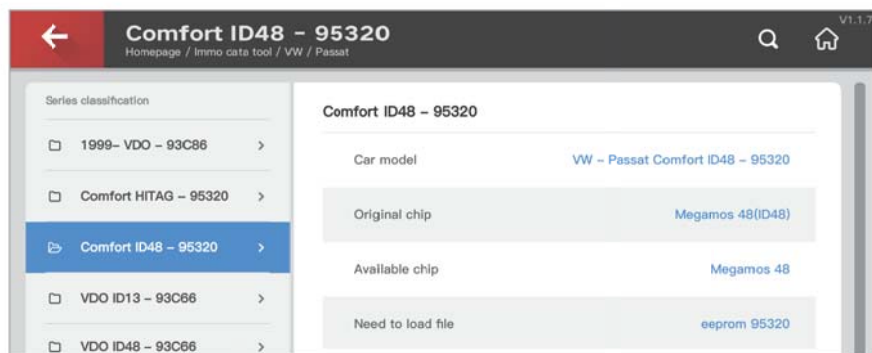 Comfort ID48 – 95320
V1.1.7
Homepage / Immo cata tool / VW / Passat
Series classification
1999– VDO – 93C86
Comfort HITAG – 95320
Comfort ID48 – 95320
VDO ID13 – 93C66
VDO ID48 – 93C66
Comfort ID48 – 95320
Car model
VW – Passat Comfort ID48 – 95320
Original chip
Megamos 48(ID48)
Available chip
Megamos 48
Need to load file
eeprom 95320